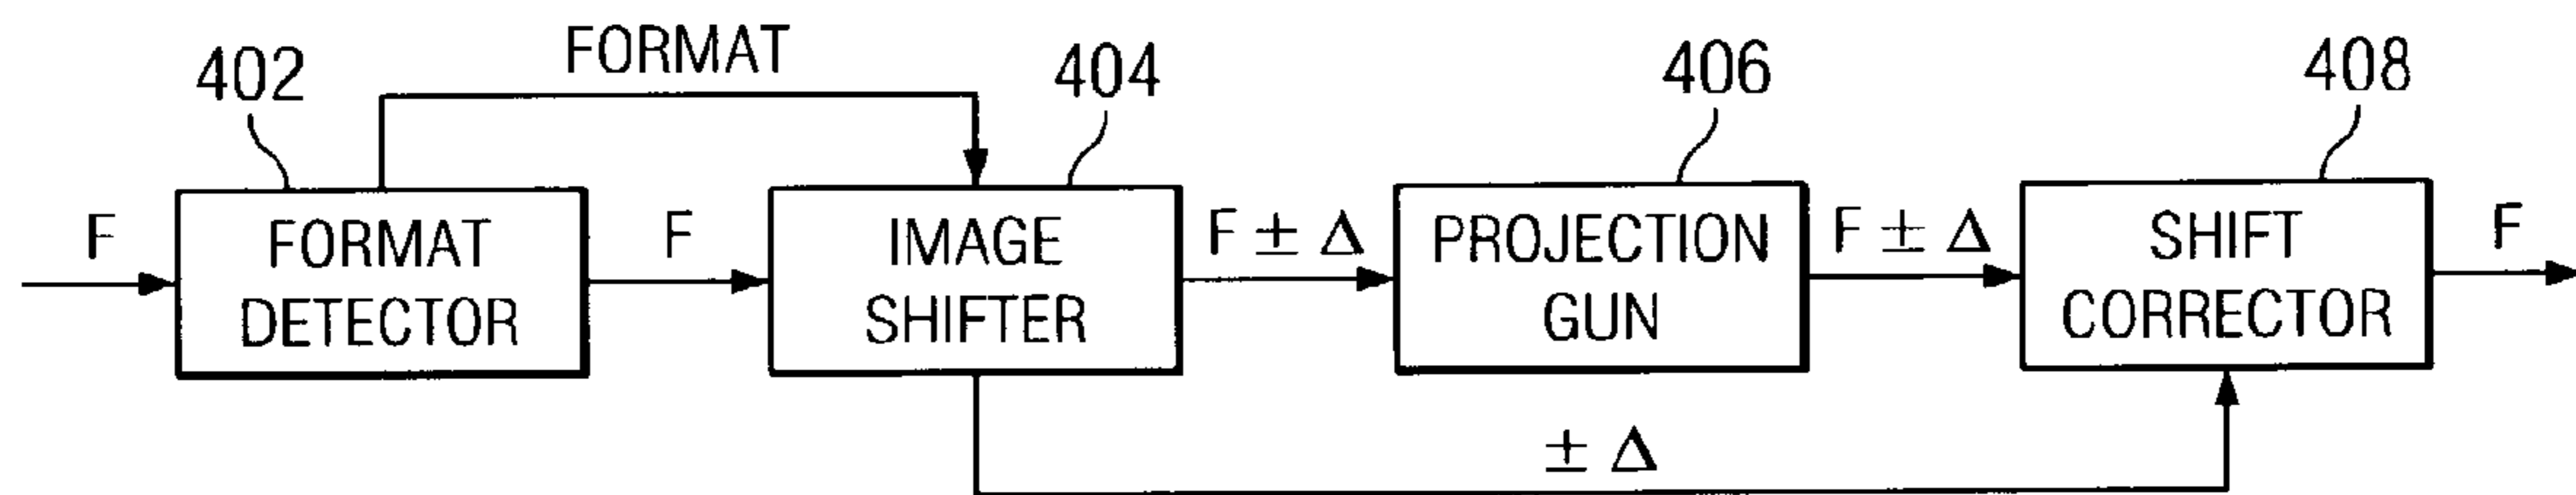 FORMAT
402
404
406
408
F
FORMAT
DETECTOR
F
IMAGE
SHIFTER
F ± Δ
PROJECTION
GUN
F ± Δ
SHIFT
CORRECTOR
F
± Δ